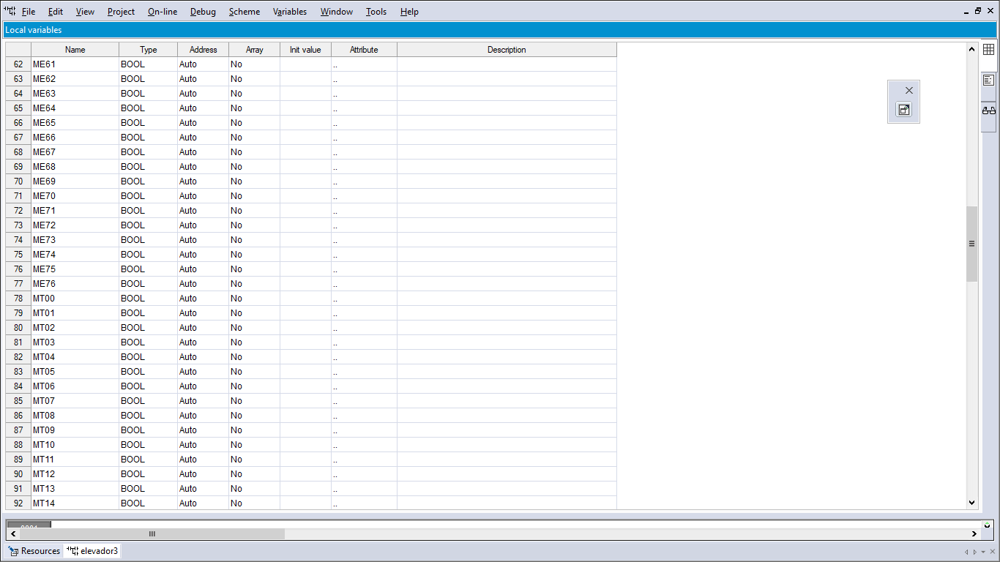 File Edit View Project On-line Debug Scheme Variables Window Tools Help
Local variables
Name Type Address Array Init value Attribute Description
62 ME61 BOOL Auto No ..
63 ME62 BOOL Auto No ..
64 ME63 BOOL Auto No ..
65 ME64 BOOL Auto No ..
66 ME65 BOOL Auto No ..
67 ME66 BOOL Auto No ..
68 ME67 BOOL Auto No ..
69 ME68 BOOL Auto No ..
70 ME69 BOOL Auto No ..
71 ME70 BOOL Auto No ..
72 ME71 BOOL Auto No ..
73 ME72 BOOL Auto No ..
74 ME73 BOOL Auto No ..
75 ME74 BOOL Auto No ..
76 ME75 BOOL Auto No ..
77 ME76 BOOL Auto No ..
78 MT00 BOOL Auto No ..
79 MT01 BOOL Auto No ..
80 MT02 BOOL Auto No ..
81 MT03 BOOL Auto No ..
82 MT04 BOOL Auto No ..
83 MT05 BOOL Auto No ..
84 MT06 BOOL Auto No ..
85 MT07 BOOL Auto No ..
86 MT08 BOOL Auto No ..
87 MT09 BOOL Auto No ..
88 MT10 BOOL Auto No ..
89 MT11 BOOL Auto No ..
90 MT12 BOOL Auto No ..
91 MT13 BOOL Auto No ..
92 MT14 BOOL Auto No ..
Resources elevador3